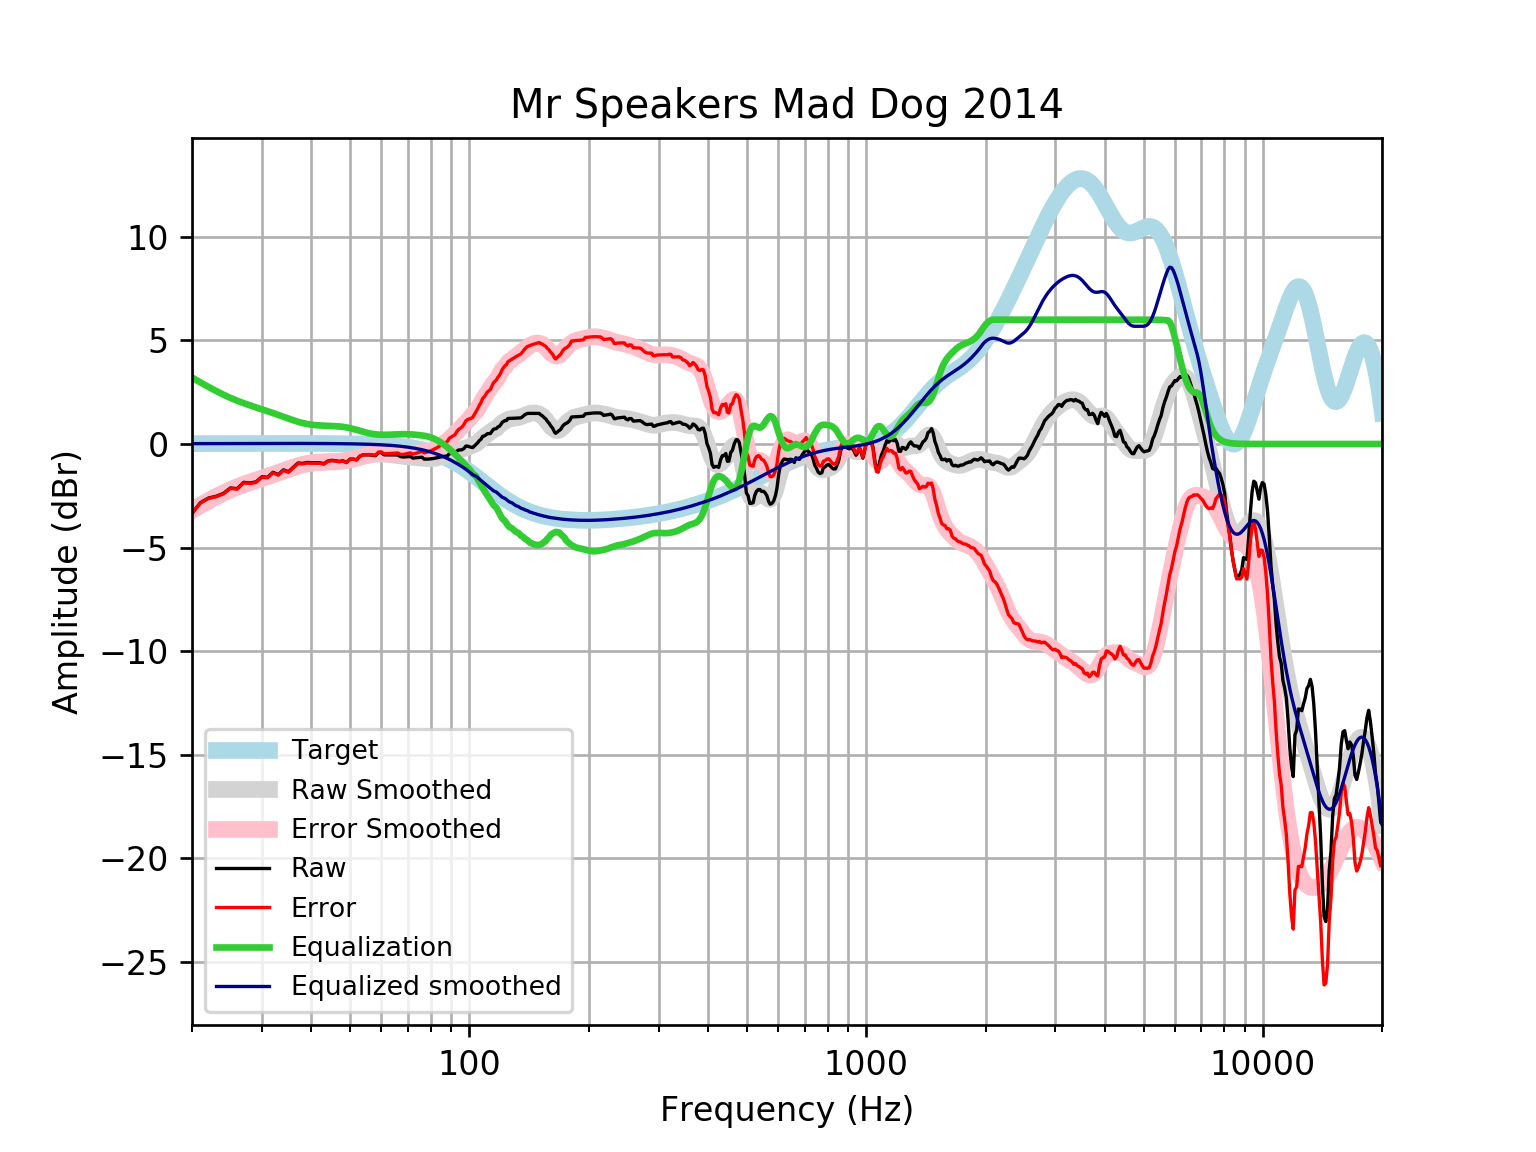 Mr Speakers Mad Dog 2014
Amplitude (dBr)
10
5
0
−5
−10
−15
−20
−25
Target
Raw Smoothed
Error Smoothed
Raw
Error
Equalization
Equalized smoothed
100
1000
10000
Frequency (Hz)